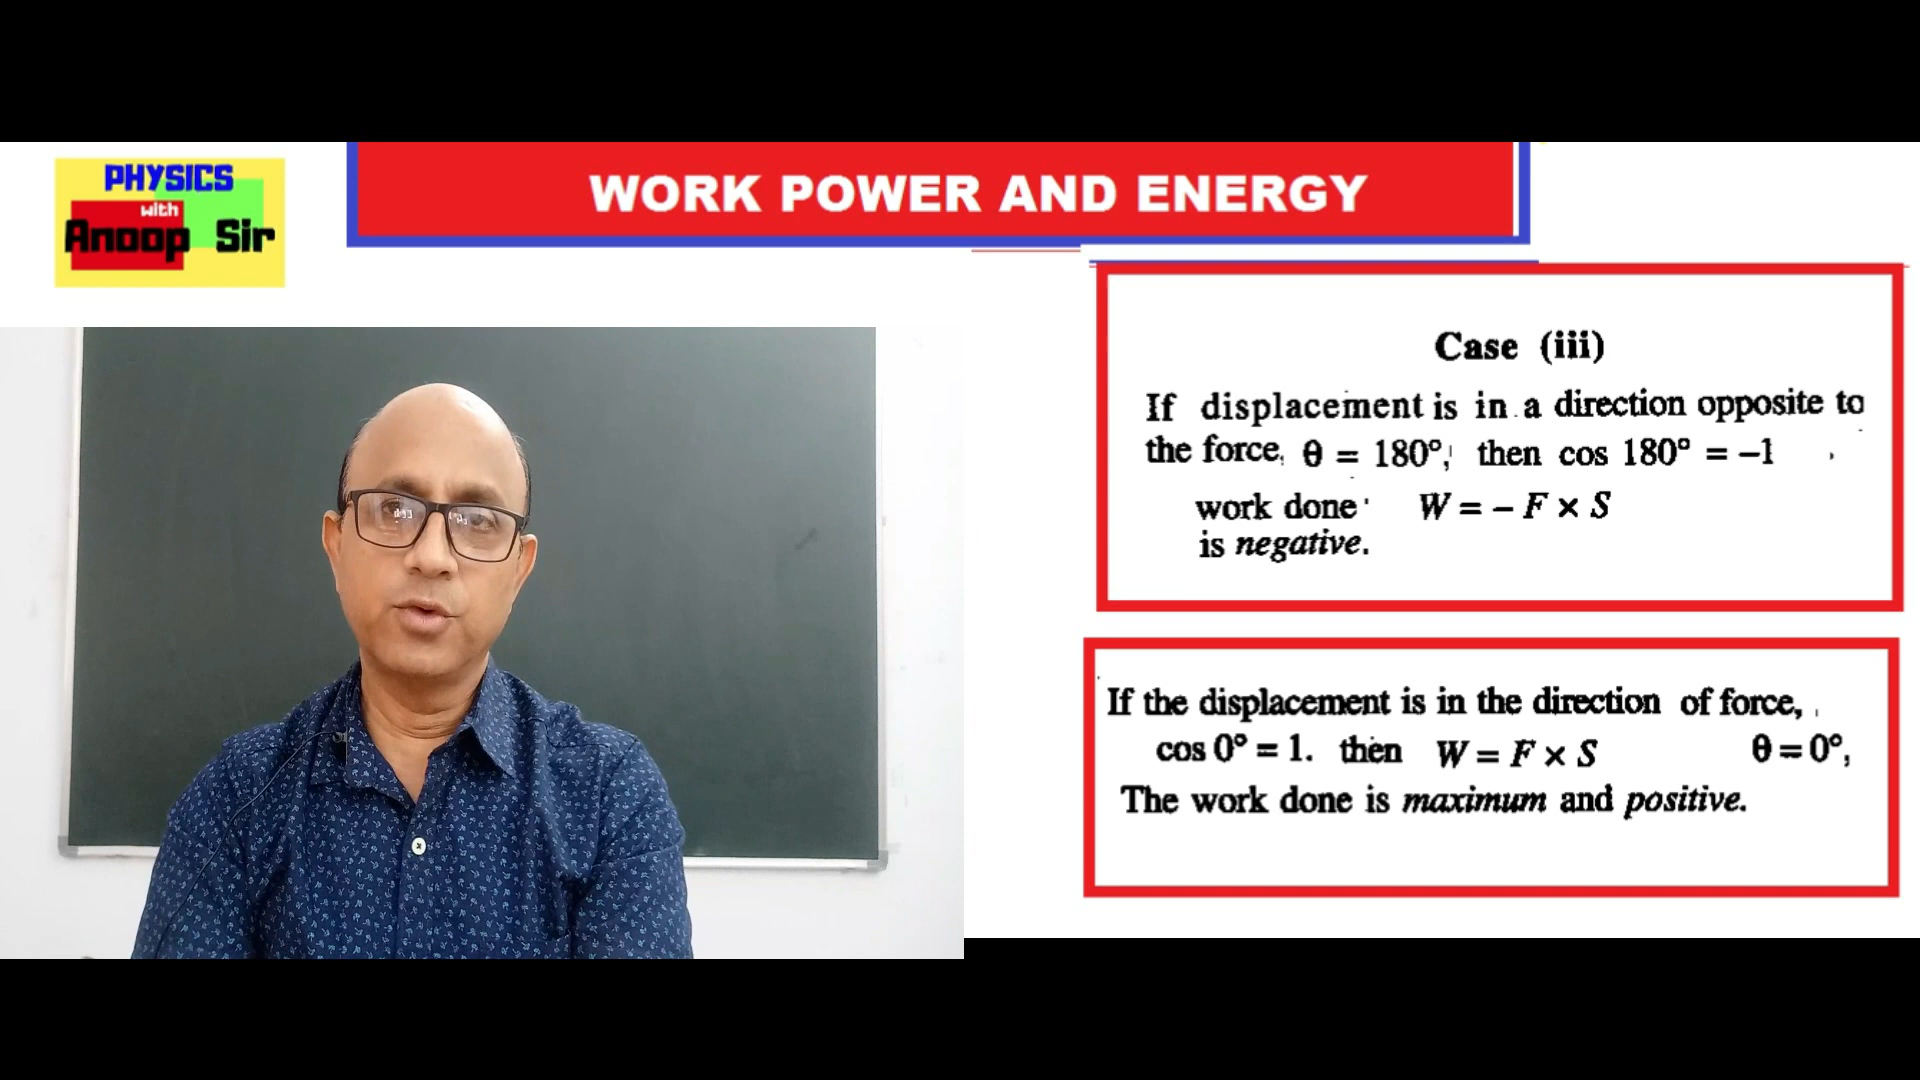 PHYSICS
with
Anoop Sir
WORK POWER AND ENERGY
Case (iii)
If displacement is in a direction opposite to
the force, θ = 180°, then cos 180° = –1
work done W = – F × S
is negative.
If the displacement is in the direction of force,
cos 0° = 1. then W = F × S θ = 0°,
The work done is maximum and positive.